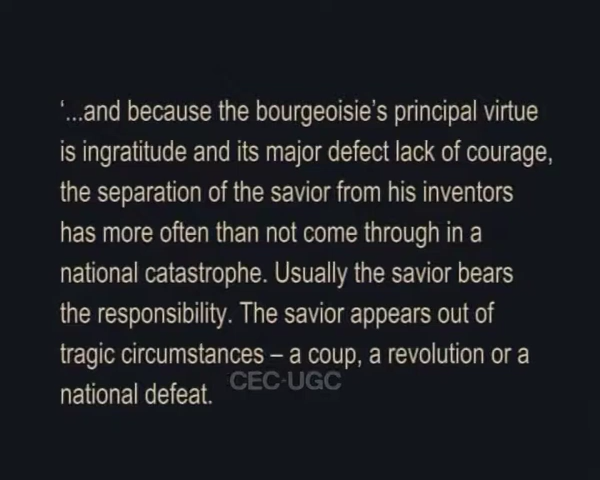 ‘...and because the bourgeoisie’s principal virtue
is ingratitude and its major defect lack of courage,
the separation of the savior from his inventors
has more often than not come through in a
national catastrophe. Usually the savior bears
the responsibility. The savior appears out of
tragic circumstances – a coup, a revolution or a
national defeat.
CEC-UGC